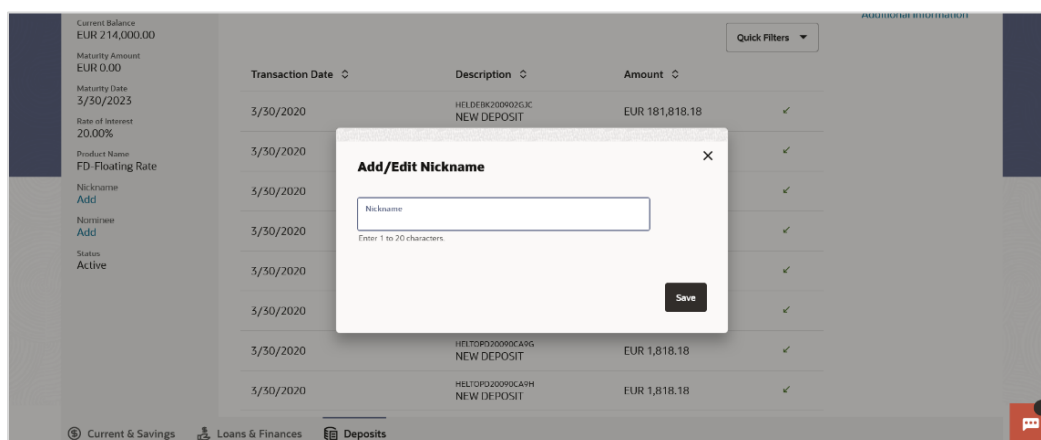 Current Balance
EUR 214,000.00
Maturity Amount
EUR 0.00
Maturity Date
3/30/2023
Rate of Interest
20.00%
Product Name
FD-Floating Rate
Nickname
Add
Nominee
Add
Status
Active
Additional Information
Quick Filters
Transaction Date Description Amount
3/30/2020 HELDEBK200902GJC NEW DEPOSIT EUR 181,818.18
3/30/2020
3/30/2020
3/30/2020
3/30/2020
3/30/2020
3/30/2020 HELTOPD20090CA9G NEW DEPOSIT EUR 1,818.18
3/30/2020 HELTOPD20090CA9H NEW DEPOSIT EUR 1,818.18
Add/Edit Nickname
Nickname
Enter 1 to 20 characters.
Save
Current & Savings Loans & Finances Deposits